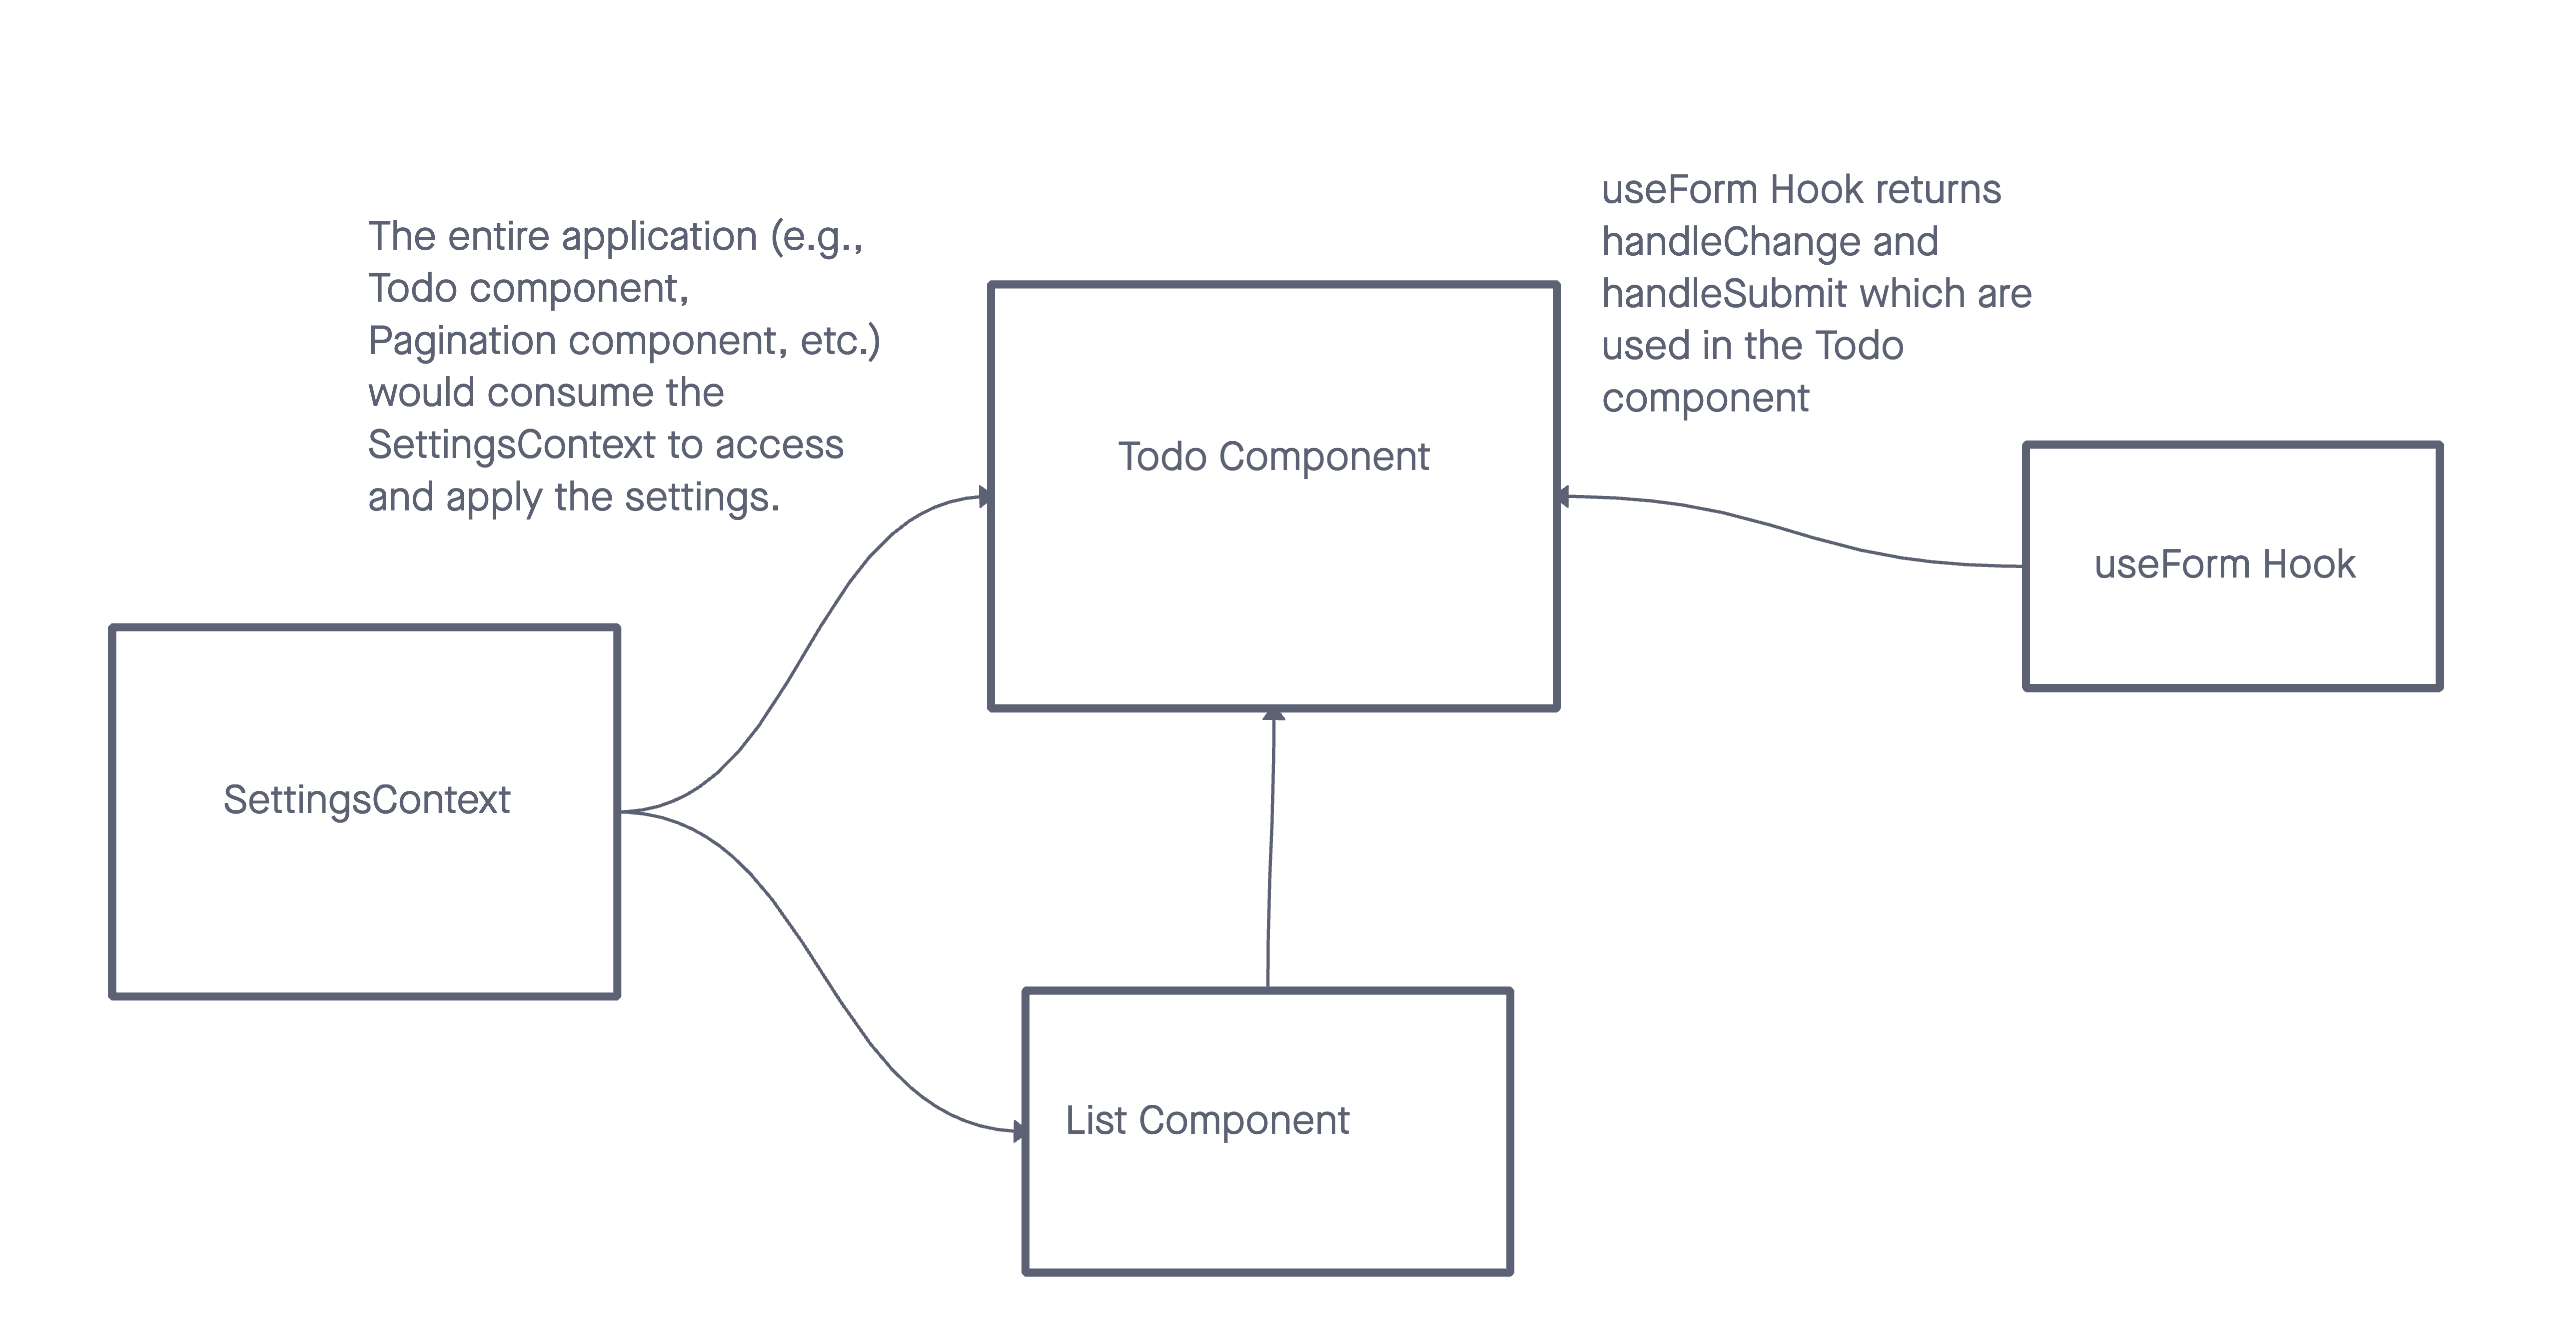 The entire application (e.g.,
Todo component,
Pagination component, etc.)
would consume the
SettingsContext to access
and apply the settings.
useForm Hook returns
handleChange and
handleSubmit which are
used in the Todo
component
Todo Component
useForm Hook
SettingsContext
List Component